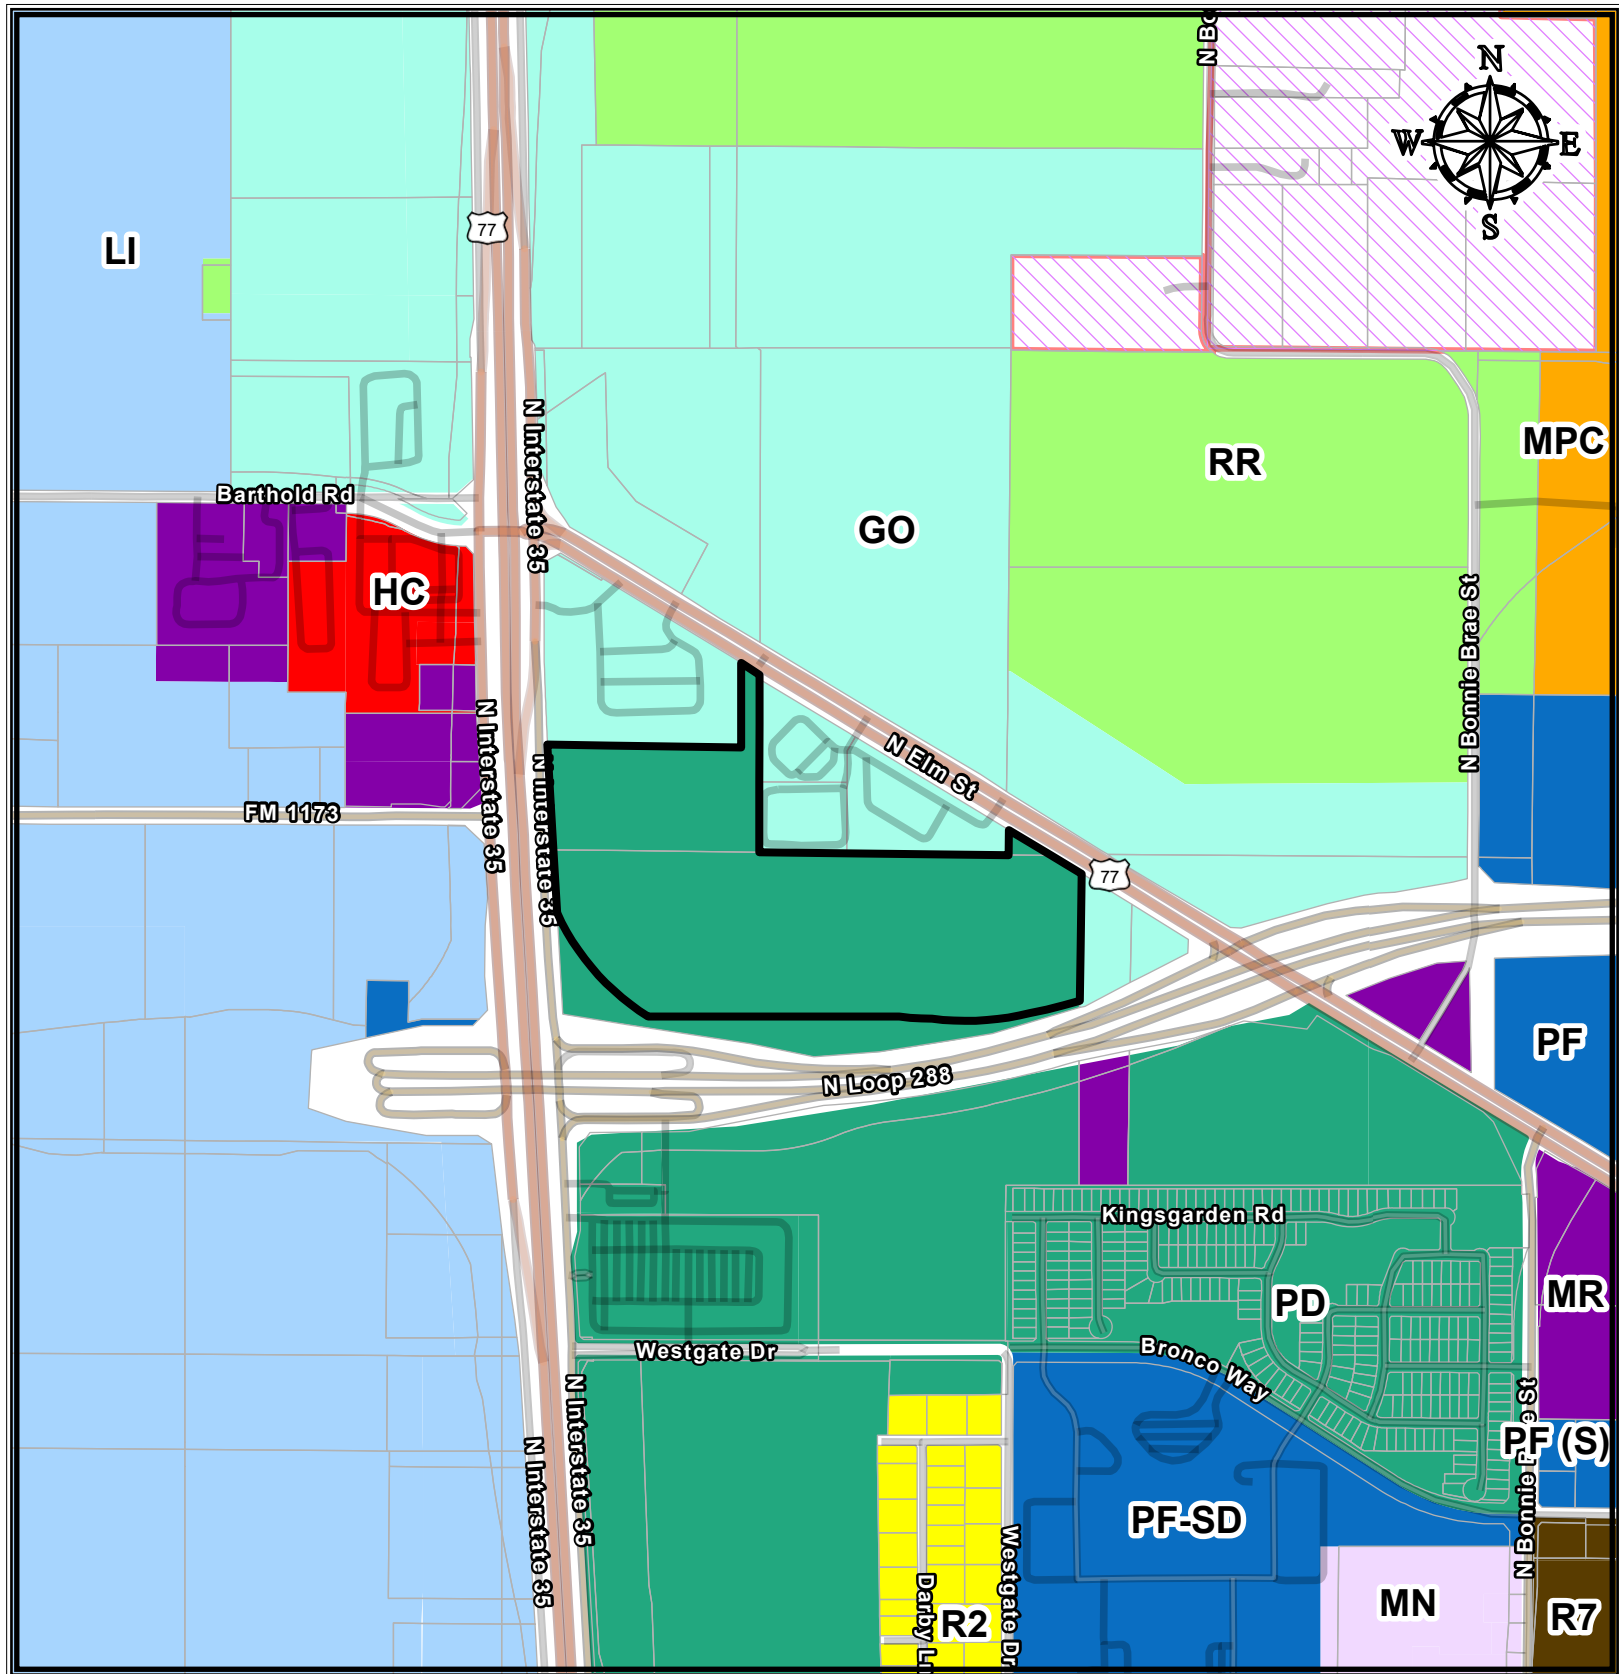 N
W
E
S
77
LI
N Interstate 35
MPC
RR
Barthold Rd
GO
HC
N Bonnie Brae St
N Interstate 35
N Elm St
N Interstate 35
FM 1173
77
PF
N Loop 288
Kingsgarden Rd
MR
PD
Westgate Dr
Bronco Way
N Interstate 35
N Interstate 35
PF (S)
PF-SD
Westgate Dr
MN
R2
R7